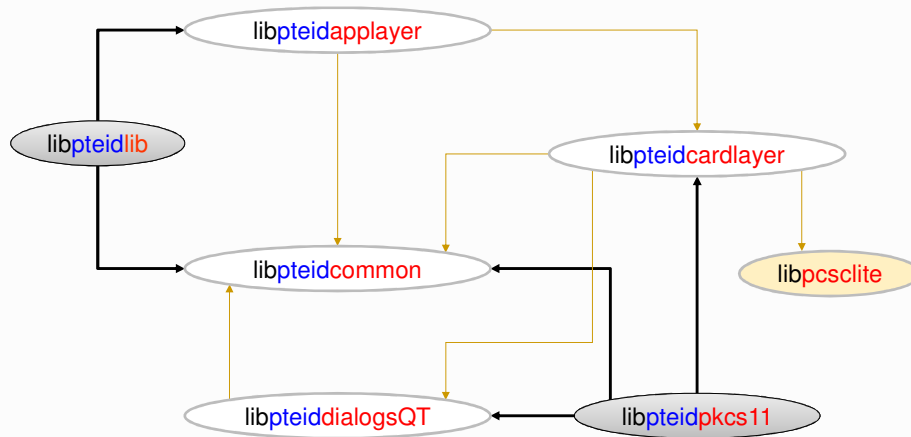 libpteidapplayer
libpteidlib
libpteidcardlayer
libpteidcommon
libpcsclite
libpteiddialogsQT
libpteidpkcs11